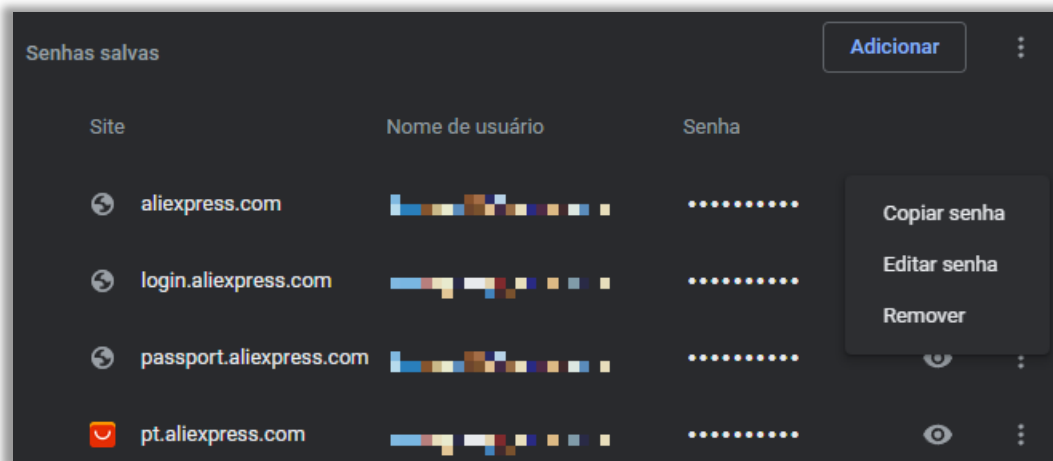 Senhas salvas
Adicionar
Site Nome de usuário Senha
aliexpress.com ••••••••••
Copiar senha
Editar senha
Remover
login.aliexpress.com ••••••••••
passport.aliexpress.com ••••••••••
pt.aliexpress.com ••••••••••